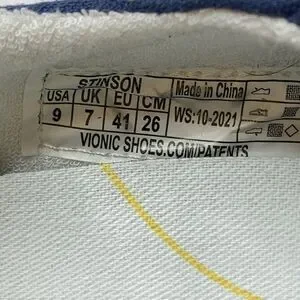 STINSON
USA UK EU CM
9 7 41 26
Made in China
WS:10-2021
VIONIC SHOES.COM/PATENTS